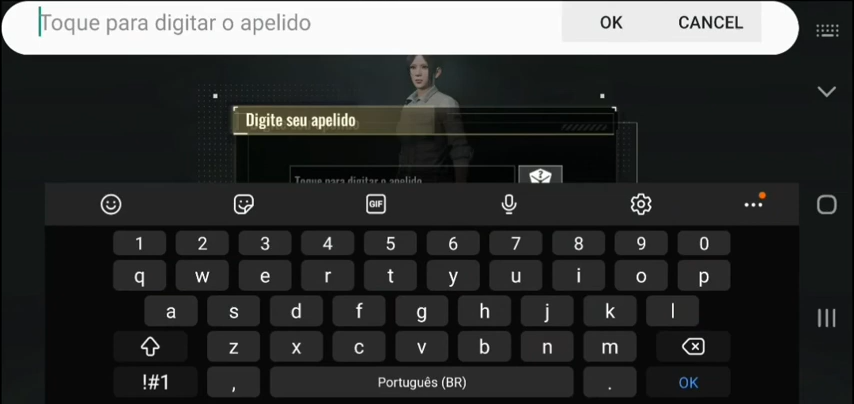 Toque para digitar o apelido
OK
CANCEL
Digite seu apelido
Toque para digitar o apelido
GIF
1 2 3 4 5 6 7 8 9 0
q w e r t y u i o p
a s d f g h j k l
z x c v b n m
!#1 , Português (BR) . OK